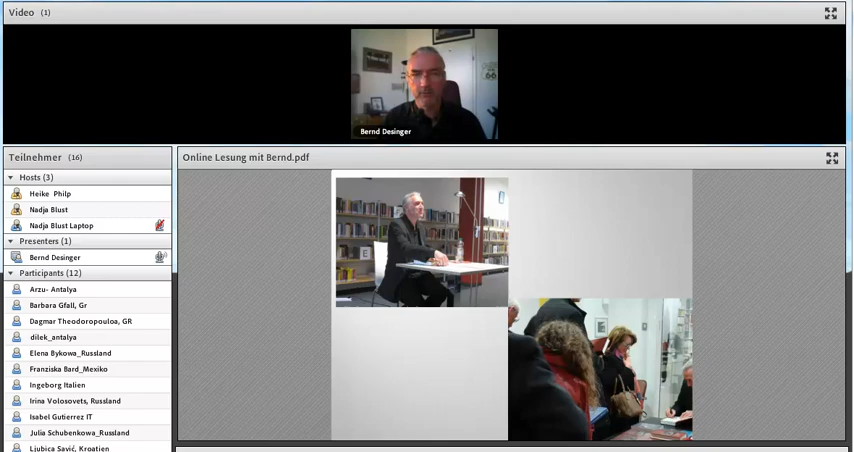 Video (1)
Bernd Desinger
Teilnehmer (16)
Hosts (3)
Heike Philp
Nadja Blust
Nadja Blust Laptop
Presenters (1)
Bernd Desinger
Participants (12)
Arzu- Antalya
Barbara Gfall, Gr
Dagmar Theodoropouloa, GR
dilek_antalya
Elena Bykowa_Russland
Franziska Bard_Mexiko
Ingeborg Italien
Irina Volosovets, Russland
Isabel Gutierrez IT
Julia Schubenkowa_Russland
Ljubica Savić, Kroatien
Online Lesung mit Bernd.pdf